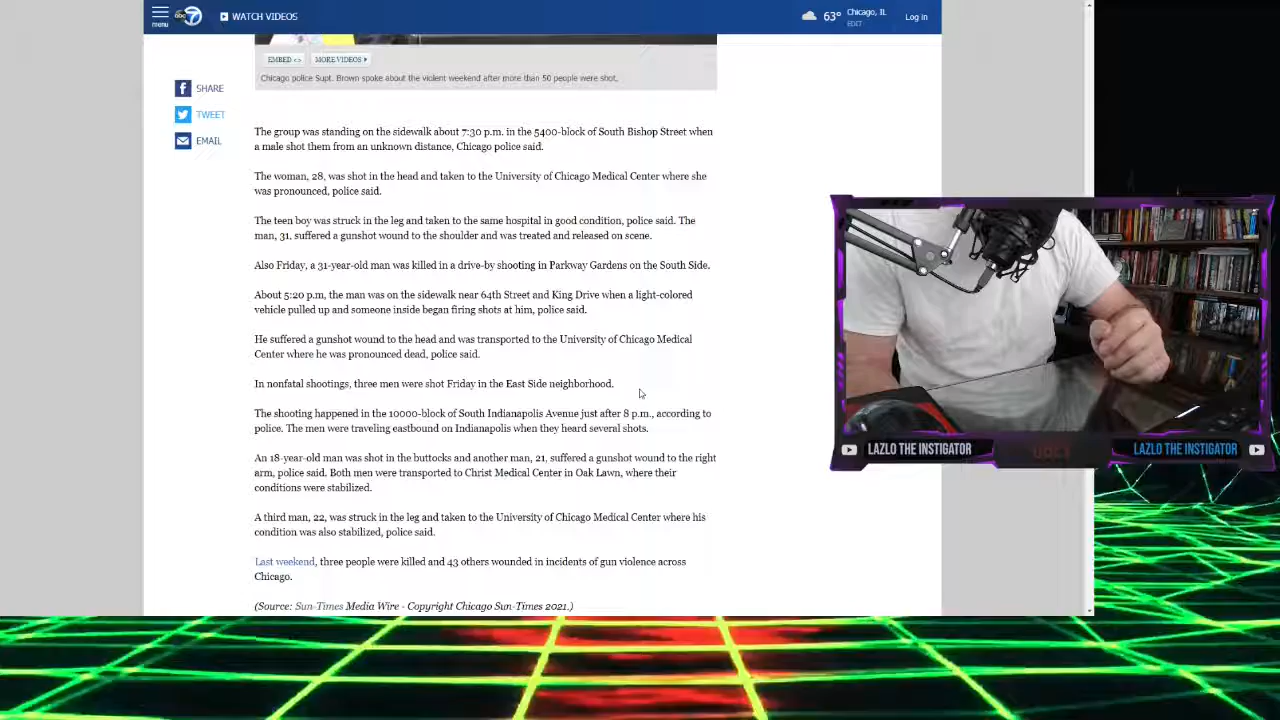 menu
abc 7
WATCH VIDEOS
63°
Chicago, IL
EDIT
Log In
EMBED <>
MORE VIDEOS
Chicago police Supt. Brown spoke about the violent weekend after more than 50 people were shot.
SHARE
TWEET
EMAIL
The group was standing on the sidewalk about 7:30 p.m. in the 5400-block of South Bishop Street when
a male shot them from an unknown distance, Chicago police said.
The woman, 28, was shot in the head and taken to the University of Chicago Medical Center where she
was pronounced, police said.
The teen boy was struck in the leg and taken to the same hospital in good condition, police said. The
man, 31, suffered a gunshot wound to the shoulder and was treated and released on scene.
Also Friday, a 31-year-old man was killed in a drive-by shooting in Parkway Gardens on the South Side.
About 5:20 p.m, the man was on the sidewalk near 64th Street and King Drive when a light-colored
vehicle pulled up and someone inside began firing shots at him, police said.
He suffered a gunshot wound to the head and was transported to the University of Chicago Medical
Center where he was pronounced dead, police said.
In nonfatal shootings, three men were shot Friday in the East Side neighborhood.
The shooting happened in the 10000-block of South Indianapolis Avenue just after 8 p.m., according to
police. The men were traveling eastbound on Indianapolis when they heard several shots.
An 18-year-old man was shot in the buttocks and another man, 21, suffered a gunshot wound to the right
arm, police said. Both men were transported to Christ Medical Center in Oak Lawn, where their
conditions were stabilized.
A third man, 22, was struck in the leg and taken to the University of Chicago Medical Center where his
condition was also stabilized, police said.
Last weekend, three people were killed and 43 others wounded in incidents of gun violence across
Chicago.
(Source: Sun-Times Media Wire - Copyright Chicago Sun-Times 2021.)
LAZLO THE INSTIGATOR
LAZLO THE INSTIGATOR